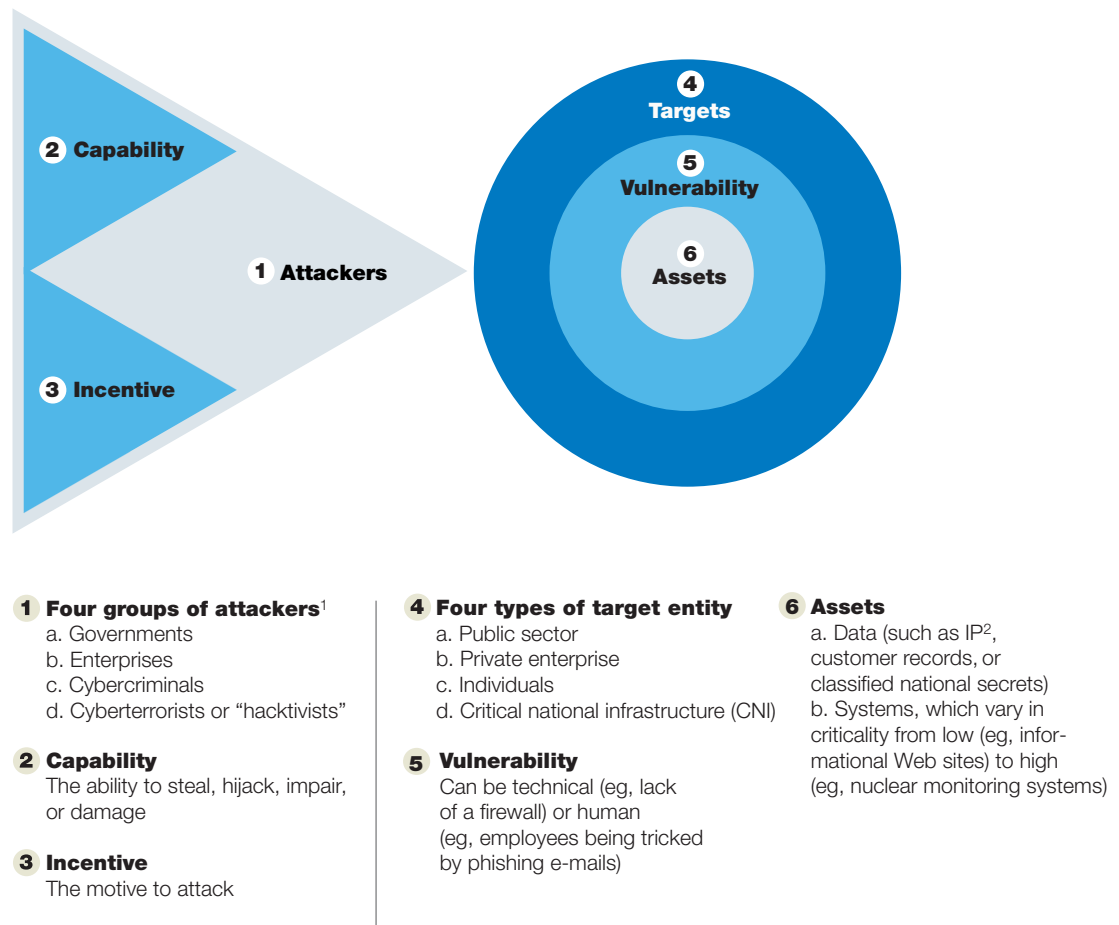 4
Targets
5
Vulnerability
6
Assets
2 Capability
1 Attackers
3 Incentive
1 Four groups of attackers¹
a. Governments
b. Enterprises
c. Cybercriminals
d. Cyberterrorists or “hacktivists”
2 Capability
The ability to steal, hijack, impair,
or damage
3 Incentive
The motive to attack
4 Four types of target entity
a. Public sector
b. Private enterprise
c. Individuals
d. Critical national infrastructure (CNI)
5 Vulnerability
Can be technical (eg, lack
of a firewall) or human
(eg, employees being tricked
by phishing e-mails)
6 Assets
a. Data (such as IP²,
customer records, or
classified national secrets)
b. Systems, which vary in
criticality from low (eg, infor-
mational Web sites) to high
(eg, nuclear monitoring systems)